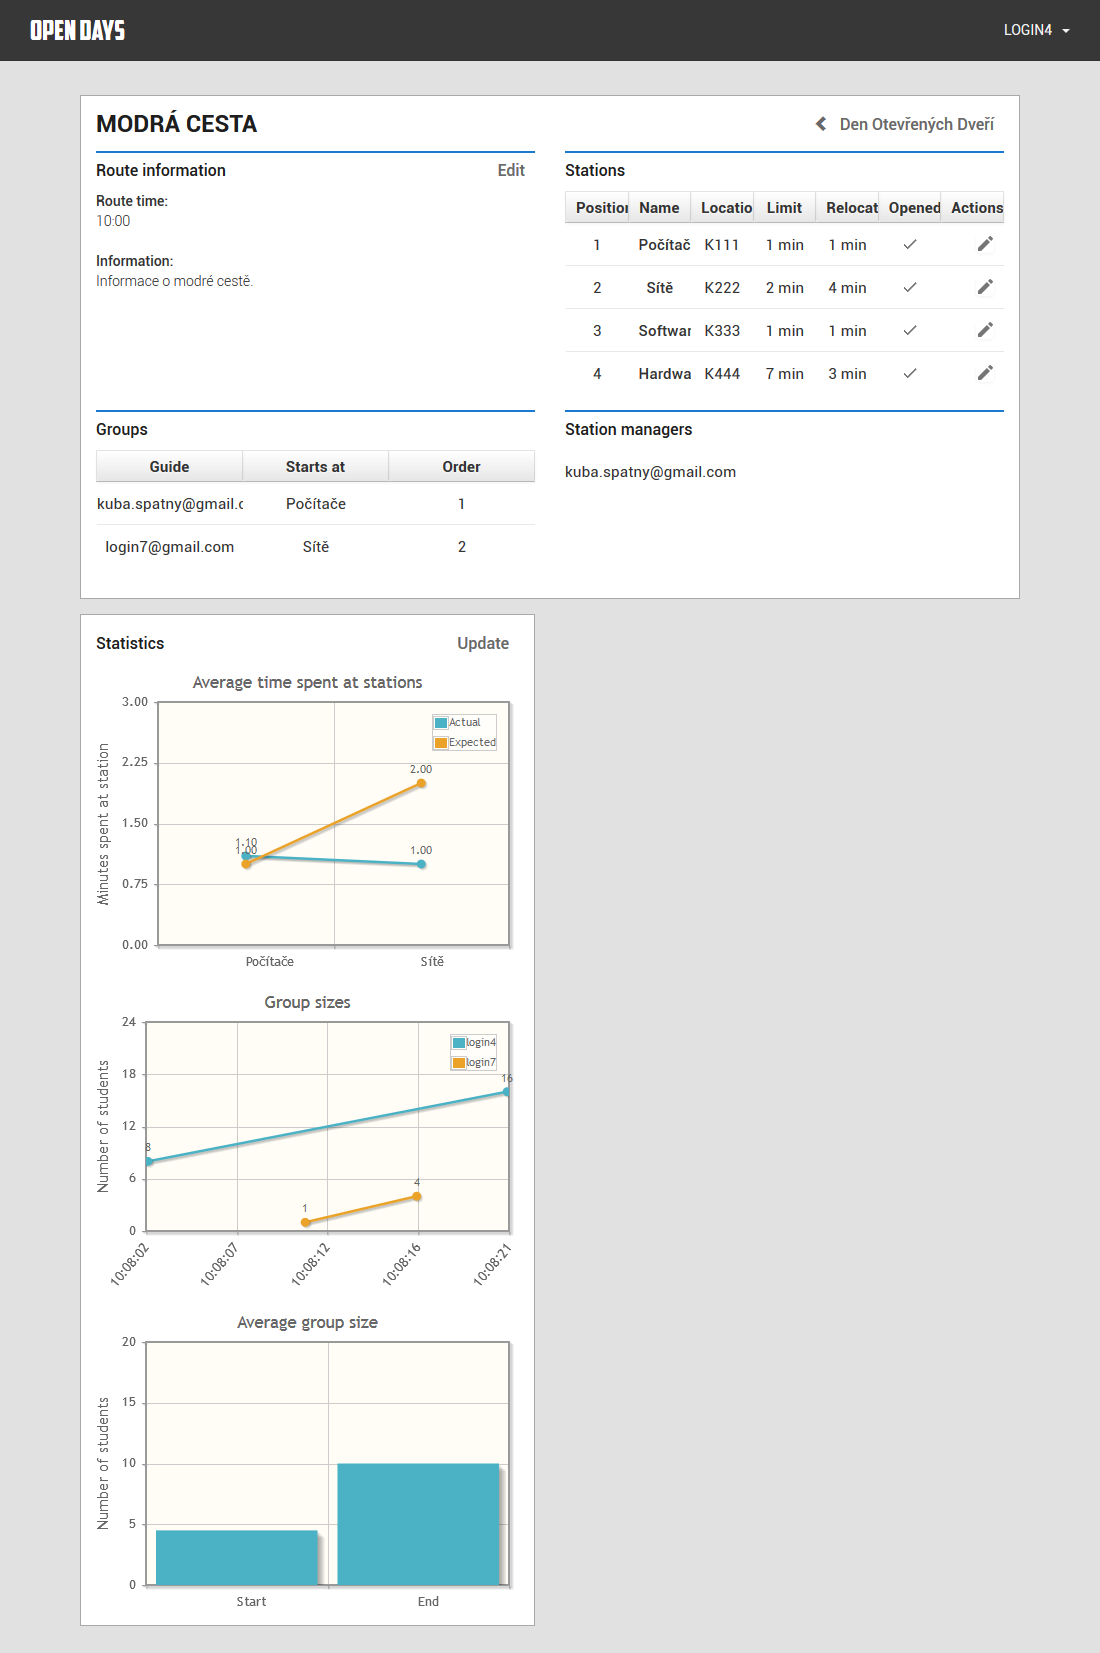 OPEN DAYS
LOGIN4
MODRÁ CESTA
Den Otevřených Dveří
Route information
Edit
Route time:
10:00
Information:
Informace o modré cestě.
Stations
Position Name Locatio Limit Relocat Opened Actions
1 Počítač K111 1 min 1 min
2 Sítě K222 2 min 4 min
3 Softwar K333 1 min 1 min
4 Hardwa K444 7 min 3 min
Groups
Guide Starts at Order
kuba.spatny@gmail.c Počítače 1
login7@gmail.com Sítě 2
Station managers
kuba.spatny@gmail.com
Statistics
Update
Average time spent at stations
Minutes spent at station
3.00
2.25
1.50
0.75
0.00
Actual
Expected
2.00
1.10
1.00
1.00
Počítače Sítě
Group sizes
Number of students
24
18
12
6
0
login4
login7
16
8
4
1
10:08:02 10:08:07 10:08:12 10:08:16 10:08:21
Average group size
Number of students
20
15
10
5
0
Start End